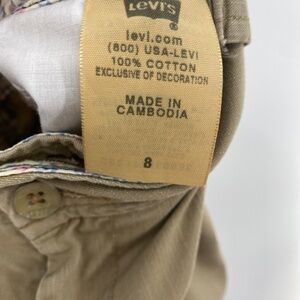 Levi's
®
levi.com
(800) USA-LEVI
100% COTTON
EXCLUSIVE OF DECORATION
MADE IN
CAMBODIA
8